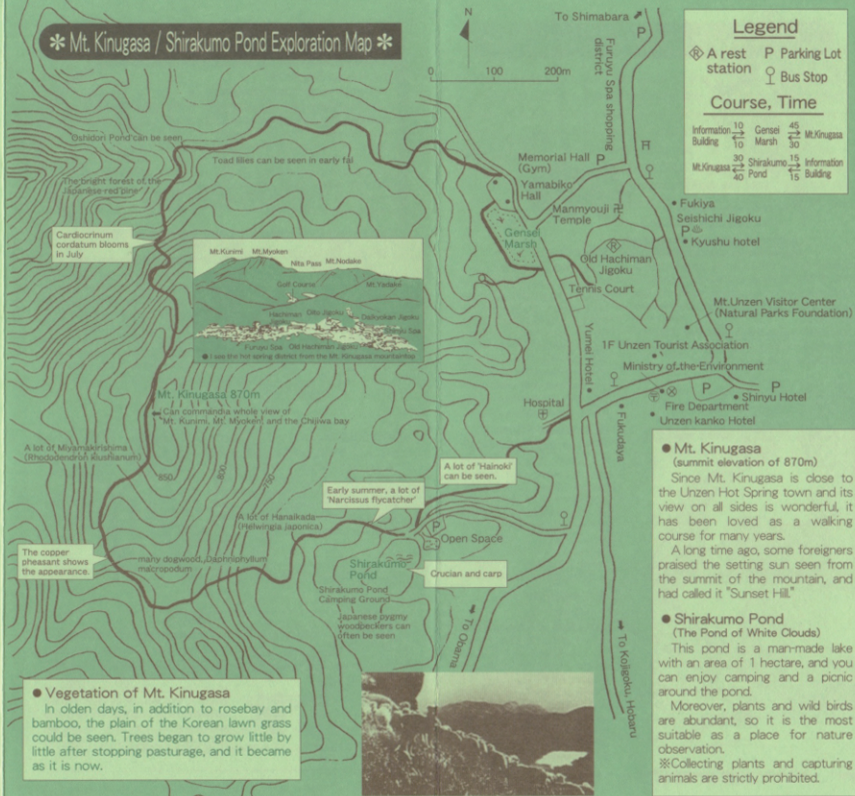 ✻ Mt. Kinugasa / Shirakumo Pond Exploration Map ✻
N
0 100 200m
To Shimabara
P
Furuyu Spa shopping
district
Legend
A rest
station
P Parking Lot
Bus Stop
Course, Time
Information
Building
10
10
Gensei
Marsh
45
30
Mt.Kinugasa
Mt.Kinugasa
30
40
Shirakumo
Pond
15
15
Information
Building
Oshidori Pond can be seen
Toad lilies can be seen in early fal
The bright forest of the
Japanese red pine
Cardiocrinum
cordatum blooms
in July
Memorial Hall
(Gym)
P
Yamabiko
Hall
Gensei
Marsh
Manmyouji
Temple
卍
Old Hachiman
Jigoku
Tennis Court
Fukiya
Seishichi Jigoku
P
Kyushu hotel
Mt.Kunimi
Mt.Myoken
Nita Pass
Mt.Nodake
Golf Course
Mt.Yadake
Hachiman
Oito Jigoku
Daikyokan Jigoku
Furuyu Spa
Old Hachiman Jigoku
● I saw the hot spring district from the Mt. Kinugasa mountaintop
Mt.Unzen Visitor Center
(Natural Parks Foundation)
1F Unzen Tourist Association
Ministry of the Environment
Yumei Hotel
P
P
Shinyu Hotel
Fire Department
Unzen kanko Hotel
Hospital
Fukudaya
Mt. Kinugasa 870m
Can commandia whole view of
Mt. Kunimi, Mt. Myoken and the Chijiwa bay
A lot of Miyamakirishima
(Rhododendron kiushianum)
850
800
750
A lot of 'Hainoki'
can be seen.
Early summer, a lot of
'Narcissus flycatcher'
A lot of Hanaikada
(Helwingia japonica)
P
Open Space
The copper
pheasant shows
the appearance.
many dogwood, Daphniphyllum
macropodum
Shirakumo
Pond
Crucian and carp
Shirakumo Pond
Camping Ground
Japanese pygmy
woodpeckers can
often be seen
To Obama
To Kojigoku, Hobaru
● Mt. Kinugasa
(summit elevation of 870m)
Since Mt. Kinugasa is close to
the Unzen Hot Spring town and its
view on all sides is wonderful, it
has been loved as a walking
course for many years.
A long time ago, some foreigners
praised the setting sun seen from
the summit of the mountain, and
had called it "Sunset Hill."
● Shirakumo Pond
(The Pond of White Clouds)
This pond is a man-made lake
with an area of 1 hectare, and you
can enjoy camping and a picnic
around the pond.
Moreover, plants and wild birds
are abundant, so it is the most
suitable as a place for nature
observation.
※Collecting plants and capturing
animals are strictly prohibited.
● Vegetation of Mt. Kinugasa
In olden days, in addition to rosebay and
bamboo, the plain of the Korean lawn grass
could be seen. Trees began to grow little by
little after stopping pasturage, and it became
as it is now.